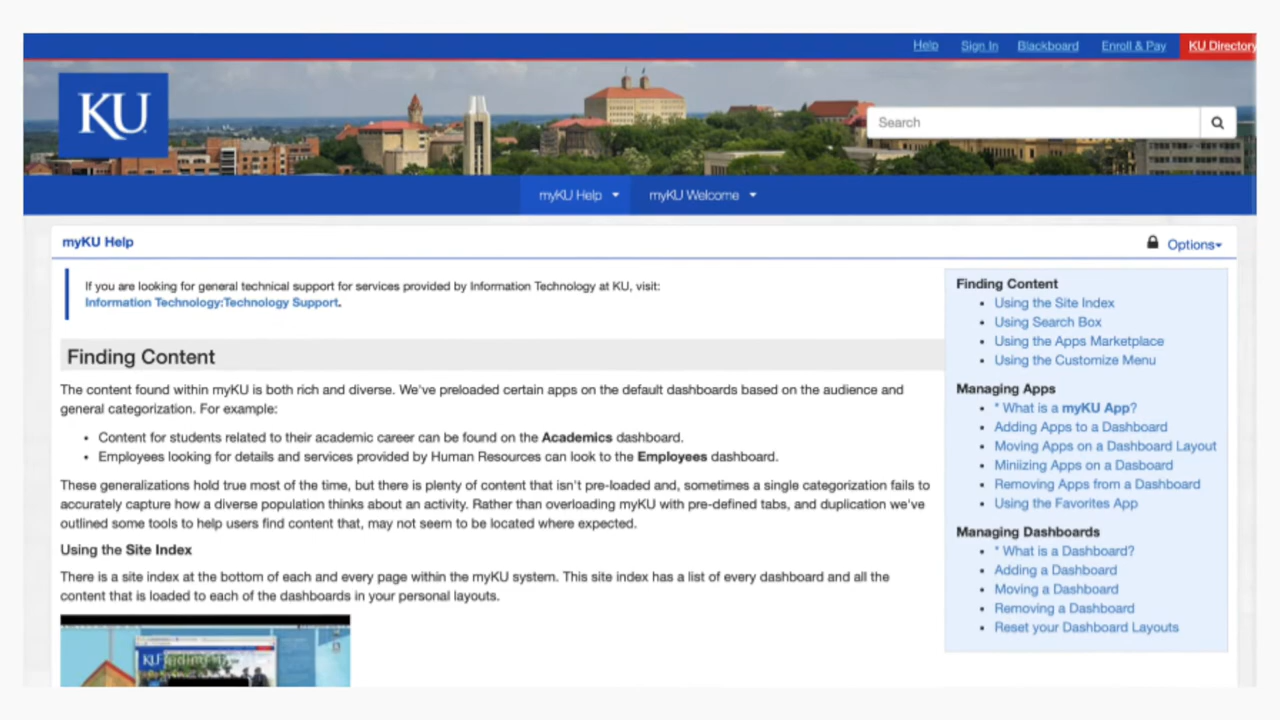 Help Sign In Blackboard Enroll & Pay KU Directory
KU
Search
myKU Help myKU Welcome
myKU Help
Options
If you are looking for general technical support for services provided by Information Technology at KU, visit:
Information Technology:Technology Support.
Finding Content
The content found within myKU is both rich and diverse. We've preloaded certain apps on the default dashboards based on the audience and
general categorization. For example:
• Content for students related to their academic career can be found on the Academics dashboard.
• Employees looking for details and services provided by Human Resources can look to the Employees dashboard.
These generalizations hold true most of the time, but there is plenty of content that isn't pre-loaded and, sometimes a single categorization fails to
accurately capture how a diverse population thinks about an activity. Rather than overloading myKU with pre-defined tabs, and duplication we've
outlined some tools to help users find content that, may not seem to be located where expected.
Using the Site Index
There is a site index at the bottom of each and every page within the myKU system. This site index has a list of every dashboard and all the
content that is loaded to each of the dashboards in your personal layouts.
KU Finding
Finding Content
• Using the Site Index
• Using Search Box
• Using the Apps Marketplace
• Using the Customize Menu
Managing Apps
• * What is a myKU App?
• Adding Apps to a Dashboard
• Moving Apps on a Dashboard Layout
• Miniizing Apps on a Dasboard
• Removing Apps from a Dashboard
• Using the Favorites App
Managing Dashboards
• * What is a Dashboard?
• Adding a Dashboard
• Moving a Dashboard
• Removing a Dashboard
• Reset your Dashboard Layouts